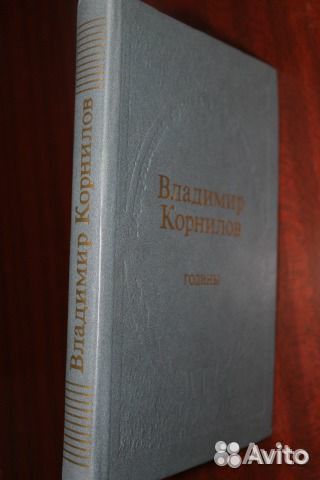 Владимир Корнилов
Владимир
Корнилов
годины
Avito